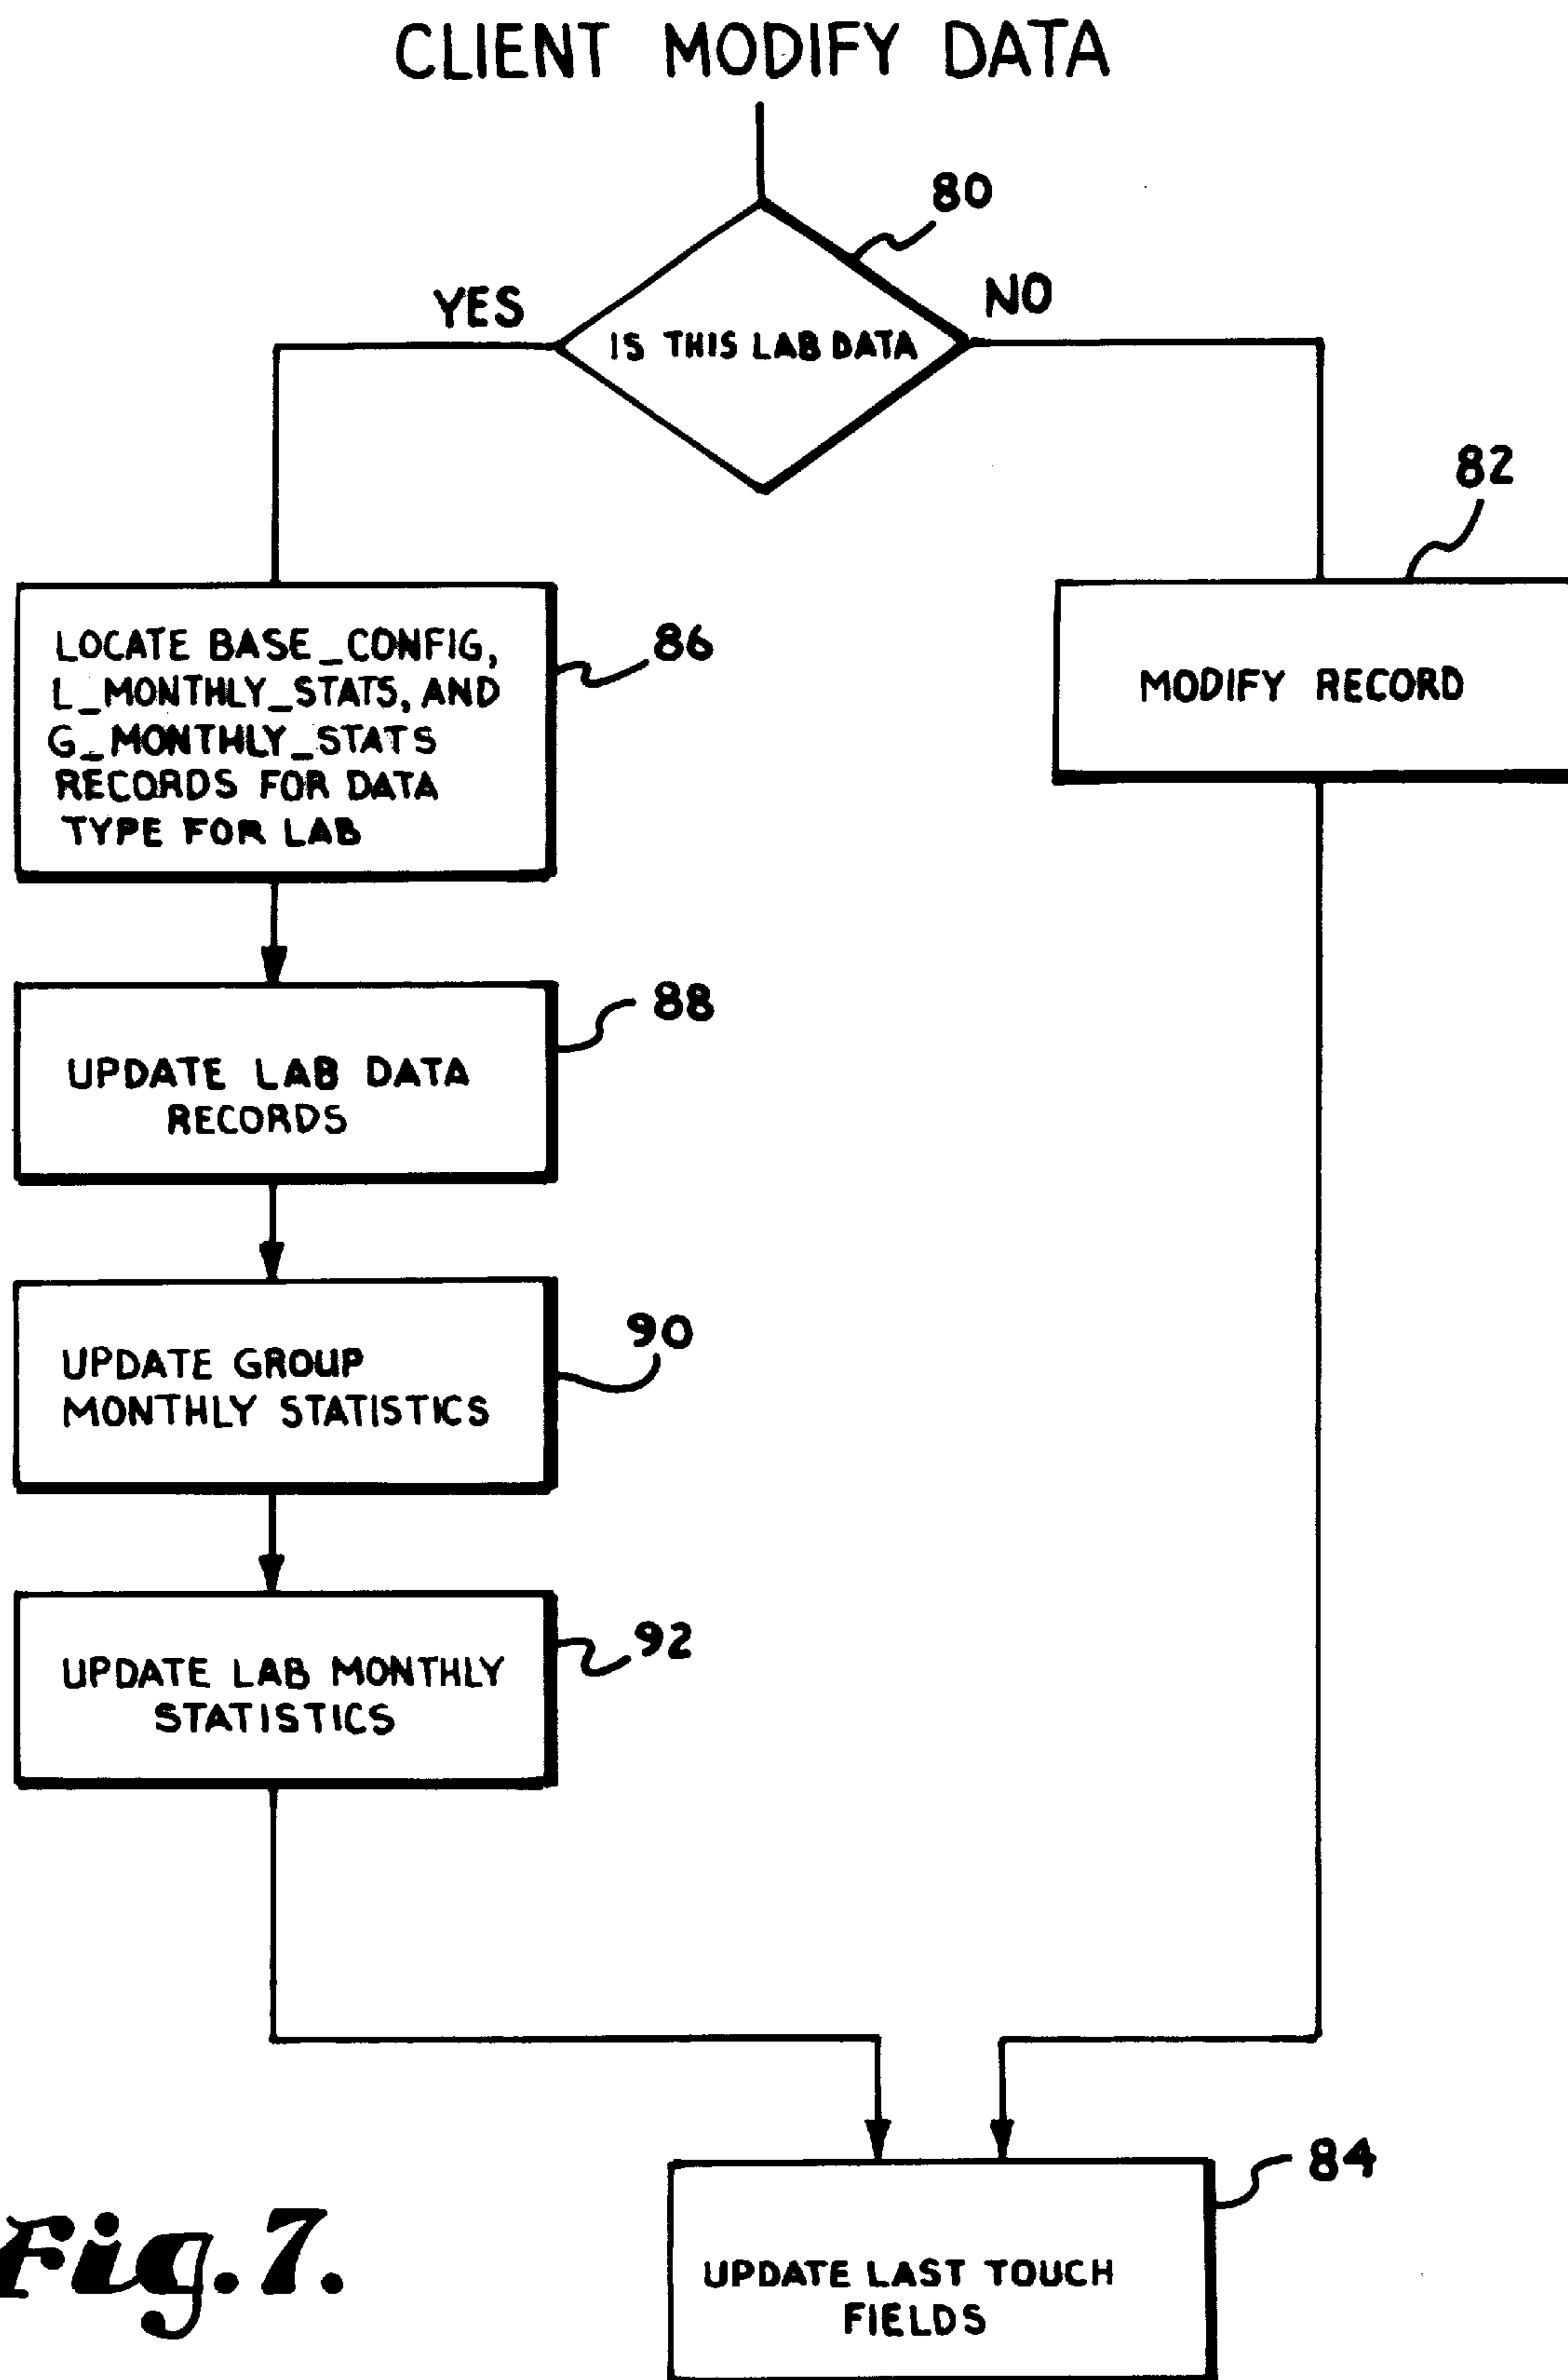 CLIENT MODIFY DATA
80
YES
NO
IS THIS LAB DATA
82
LOCATE BASE_CONFIG,
L_MONTHLY_STATS, AND
G_MONTHLY_STATS
RECORDS FOR DATA
TYPE FOR LAB
86
MODIFY RECORD
88
UPDATE LAB DATA
RECORDS
90
UPDATE GROUP
MONTHLY STATISTICS
92
UPDATE LAB MONTHLY
STATISTICS
84
UPDATE LAST TOUCH
FIELDS
Fig. 7.